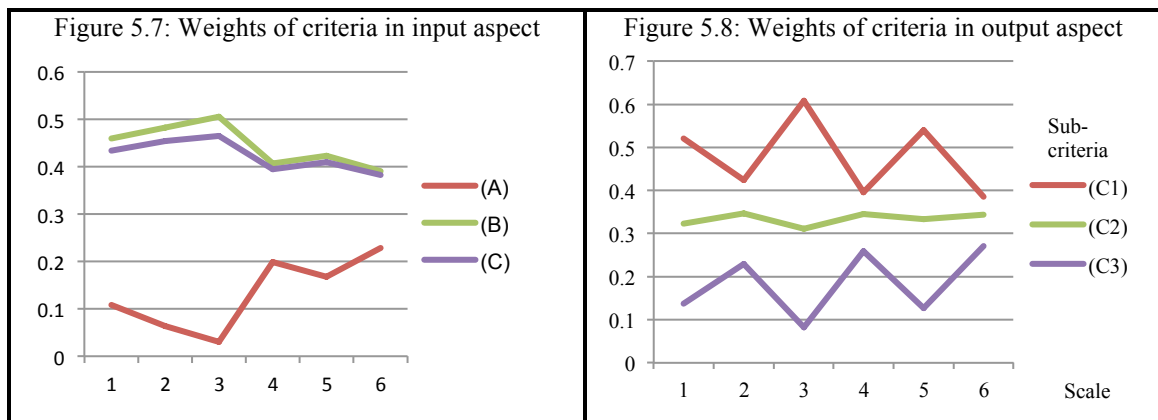 Figure 5.7: Weights of criteria in input aspect
0.6
0.5
0.4
0.3
0.2
0.1
0
1 2 3 4 5 6
(A)
(B)
(C)
Figure 5.8: Weights of criteria in output aspect
0.7
0.6
0.5
0.4
0.3
0.2
0.1
0
1 2 3 4 5 6 Scale
Sub-
criteria
(C1)
(C2)
(C3)